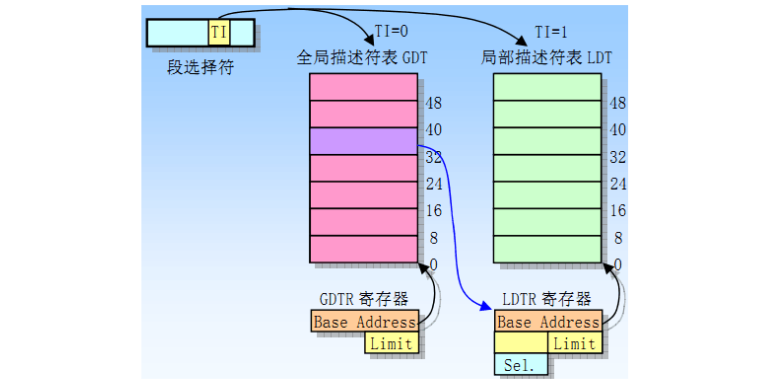 TI
TI=0
TI=1
段选择符
全局描述符表 GDT
局部描述符表 LDT
48
40
32
24
16
8
0
48
40
32
24
16
8
0
GDTR 寄存器
Base Address
Limit
LDTR 寄存器
Base Address
Limit
Sel.